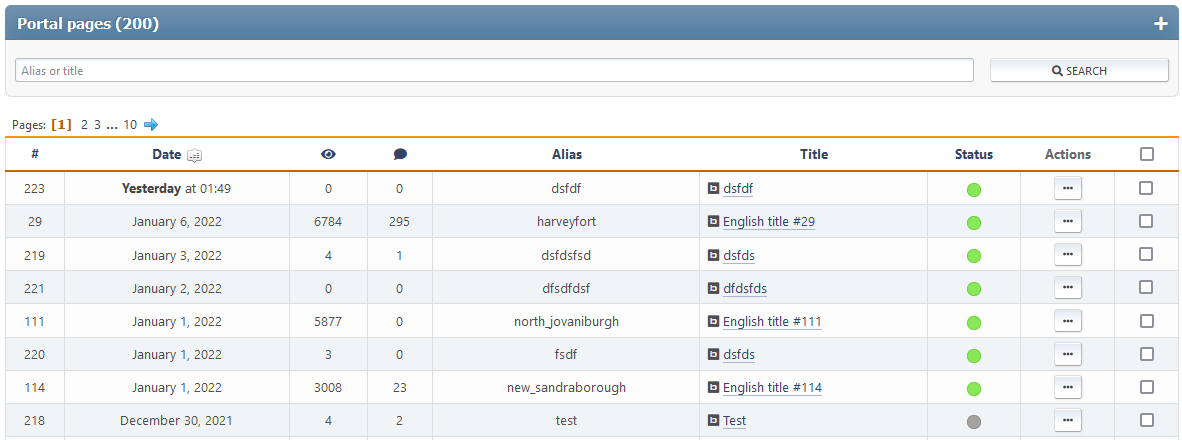 Portal pages (200)
Alias or title
SEARCH
Pages: [1] 2 3 ... 10
# Date Alias Title Status Actions
223 Yesterday at 01:49 0 0 dsfdf dsfdf
29 January 6, 2022 6784 295 harveyfort English title #29
219 January 3, 2022 4 1 dsfdsfsd dsfds
221 January 2, 2022 0 0 dfsdfdsf dfdsfds
111 January 1, 2022 5877 0 north_jovaniburgh English title #111
220 January 1, 2022 3 0 fsdf dsfds
114 January 1, 2022 3008 23 new_sandraborough English title #114
218 December 30, 2021 4 2 test Test